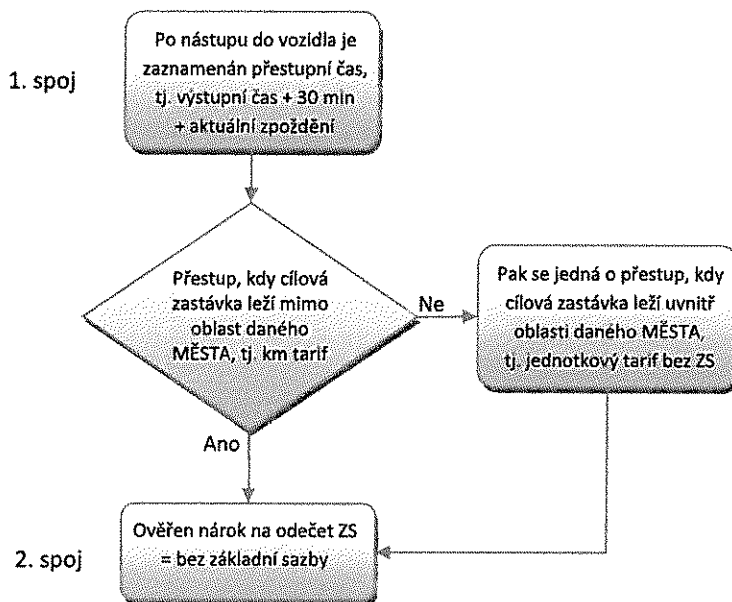 Po nástupu do vozidla je
zaznamenán přestupní čas,
tj. výstupní čas + 30 min
+ aktuální zpoždění
1. spoj
Přestup, kdy cílová
zastávka leží mimo
oblast daného
MĚSTA, tj. km tarif
Ne
Pak se jedná o přestup, kdy
cílová zastávka leží uvnitř
oblasti daného MĚSTA,
tj. jednotkový tarif bez ZS
Ano
Ověřen nárok na odečet ZS
= bez základní sazby
2. spoj